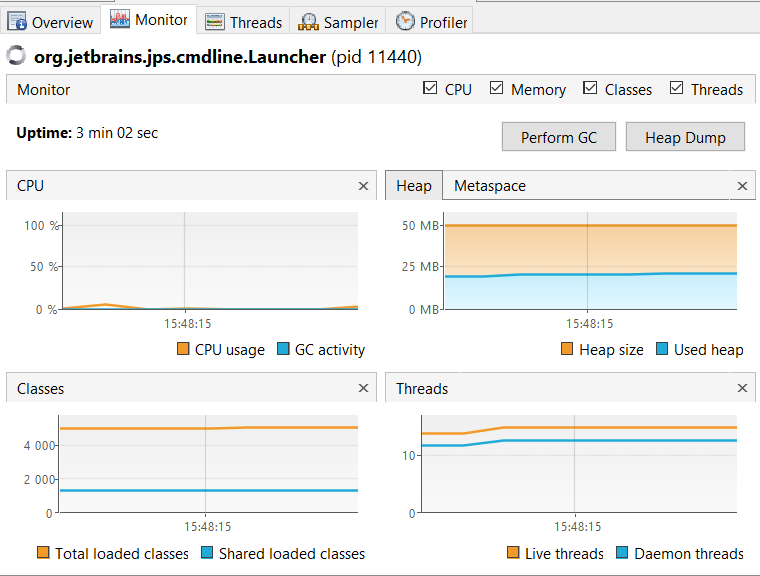 Overview Monitor Threads Sampler Profiler
org.jetbrains.jps.cmdline.Launcher (pid 11440)
Monitor CPU Memory Classes Threads
Uptime: 3 min 02 sec
Perform GC Heap Dump
CPU
100 %
50 %
0 %
15:48:15
CPU usage GC activity
Heap Metaspace
50 MB
25 MB
0 MB
15:48:15
Heap size Used heap
Classes
4 000
2 000
0
15:48:15
Total loaded classes Shared loaded classes
Threads
10
0
15:48:15
Live threads Daemon threads